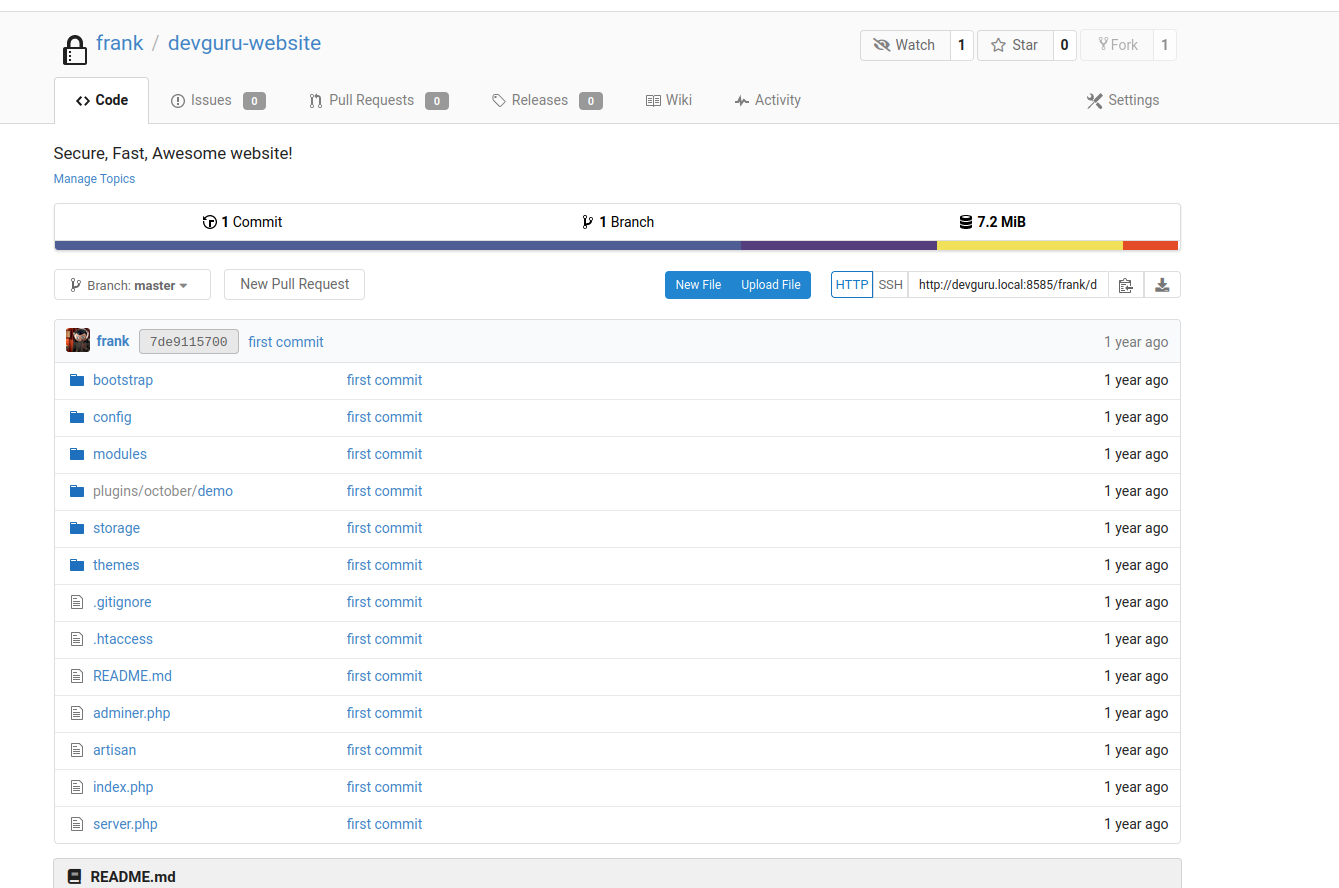 frank / devguru-website
Watch 1 Star 0 Fork 1
Code Issues 0 Pull Requests 0 Releases 0 Wiki Activity Settings
Secure, Fast, Awesome website!
Manage Topics
1 Commit 1 Branch 7.2 MiB
Branch: master New Pull Request New File Upload File HTTP SSH http://devguru.local:8585/frank/d
frank 7de9115700 first commit 1 year ago
bootstrap first commit 1 year ago
config first commit 1 year ago
modules first commit 1 year ago
plugins/october/demo first commit 1 year ago
storage first commit 1 year ago
themes first commit 1 year ago
.gitignore first commit 1 year ago
.htaccess first commit 1 year ago
README.md first commit 1 year ago
adminer.php first commit 1 year ago
artisan first commit 1 year ago
index.php first commit 1 year ago
server.php first commit 1 year ago
README.md